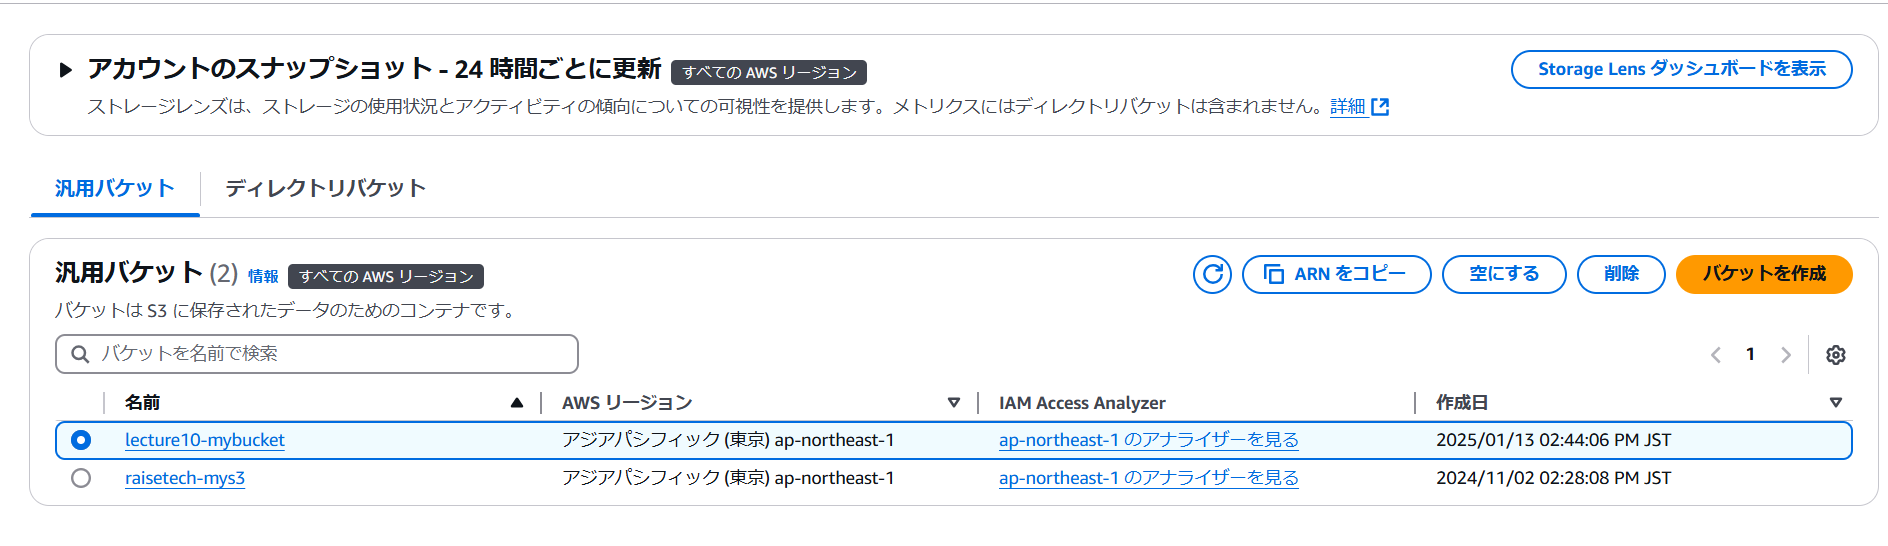 アカウントのスナップショット - 24 時間ごとに更新 すべての AWS リージョン
Storage Lens ダッシュボードを表示
ストレージレンズは、ストレージの使用状況とアクティビティの傾向についての可視性を提供します。メトリクスにはディレクトリバケットは含まれません。詳細
汎用バケット ディレクトリバケット
汎用バケット (2) 情報 すべての AWS リージョン
ARN をコピー 空にする 削除 バケットを作成
バケットは S3 に保存されたデータのためのコンテナです。
バケットを名前で検索
1
名前 AWS リージョン IAM Access Analyzer 作成日
lecture10-mybucket アジアパシフィック (東京) ap-northeast-1 ap-northeast-1 のアナライザーを見る 2025/01/13 02:44:06 PM JST
raisetech-mys3 アジアパシフィック (東京) ap-northeast-1 ap-northeast-1 のアナライザーを見る 2024/11/02 02:28:08 PM JST